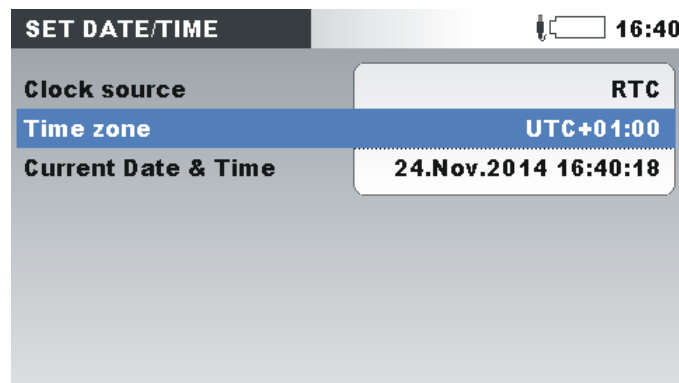 SET DATE/TIME 16:40
Clock source RTC
Time zone UTC+01:00
Current Date & Time 24.Nov.2014 16:40:18